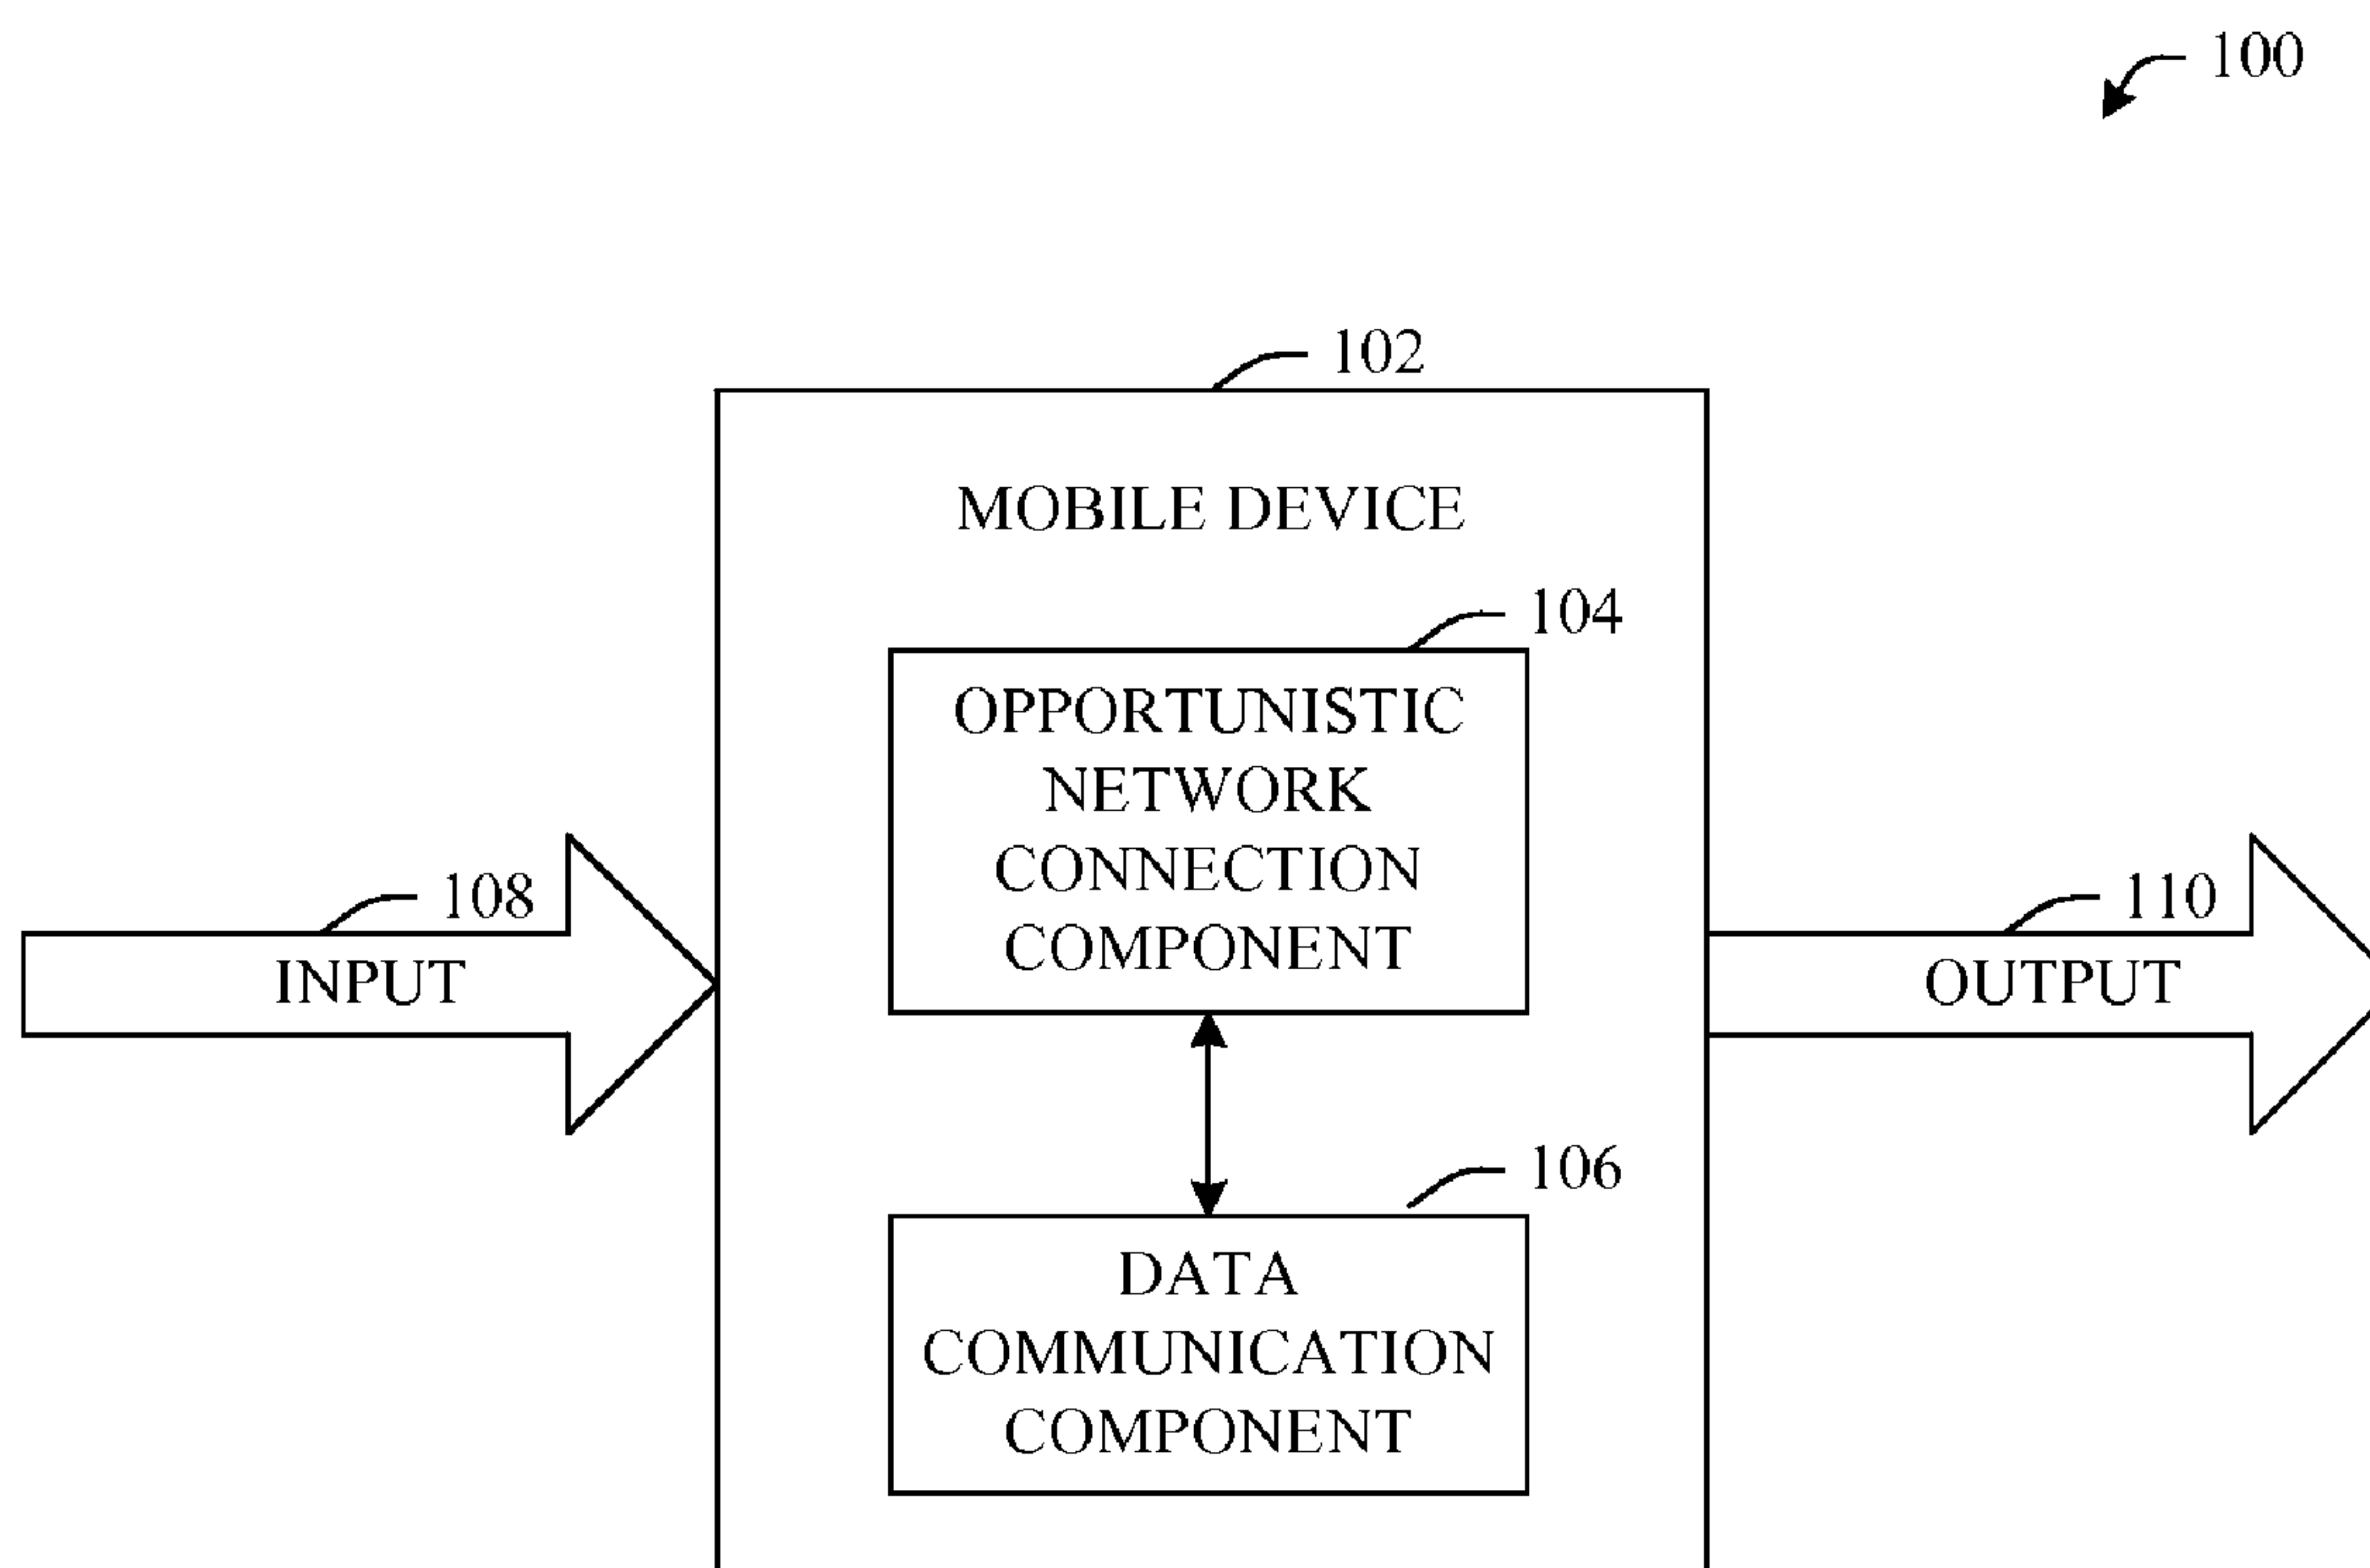 100
102
MOBILE DEVICE
104
OPPORTUNISTIC
NETWORK
CONNECTION
COMPONENT
108
INPUT
110
OUTPUT
106
DATA
COMMUNICATION
COMPONENT